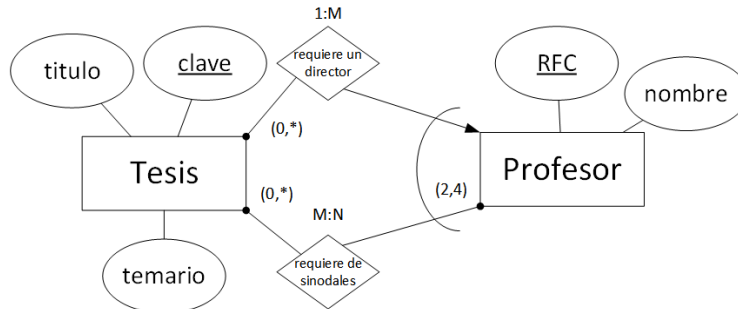 1:M
titulo
clave
requiere un
director
RFC
nombre
(0,*)
Tesis
Profesor
(0,*)
(2,4)
M:N
temario
requiere de
sinodales